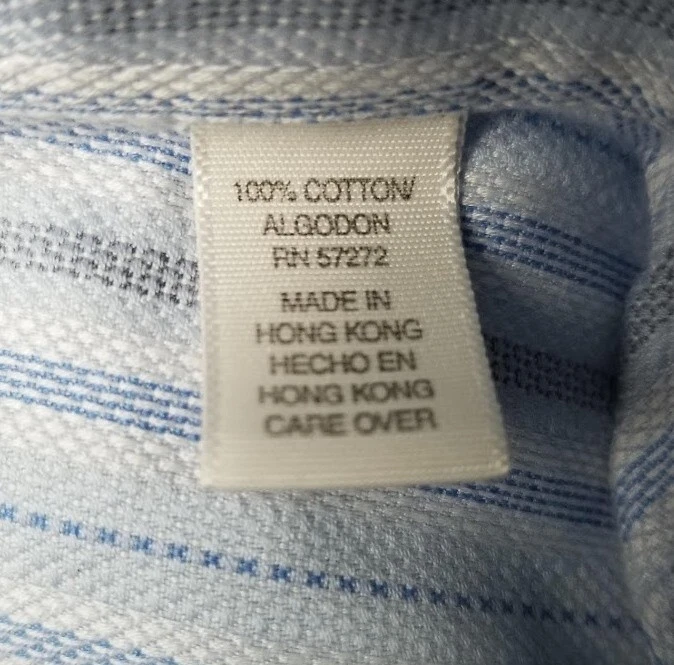 100% COTTON/
ALGODON
RN 57272
MADE IN
HONG KONG
HECHO EN
HONG KONG
CARE OVER